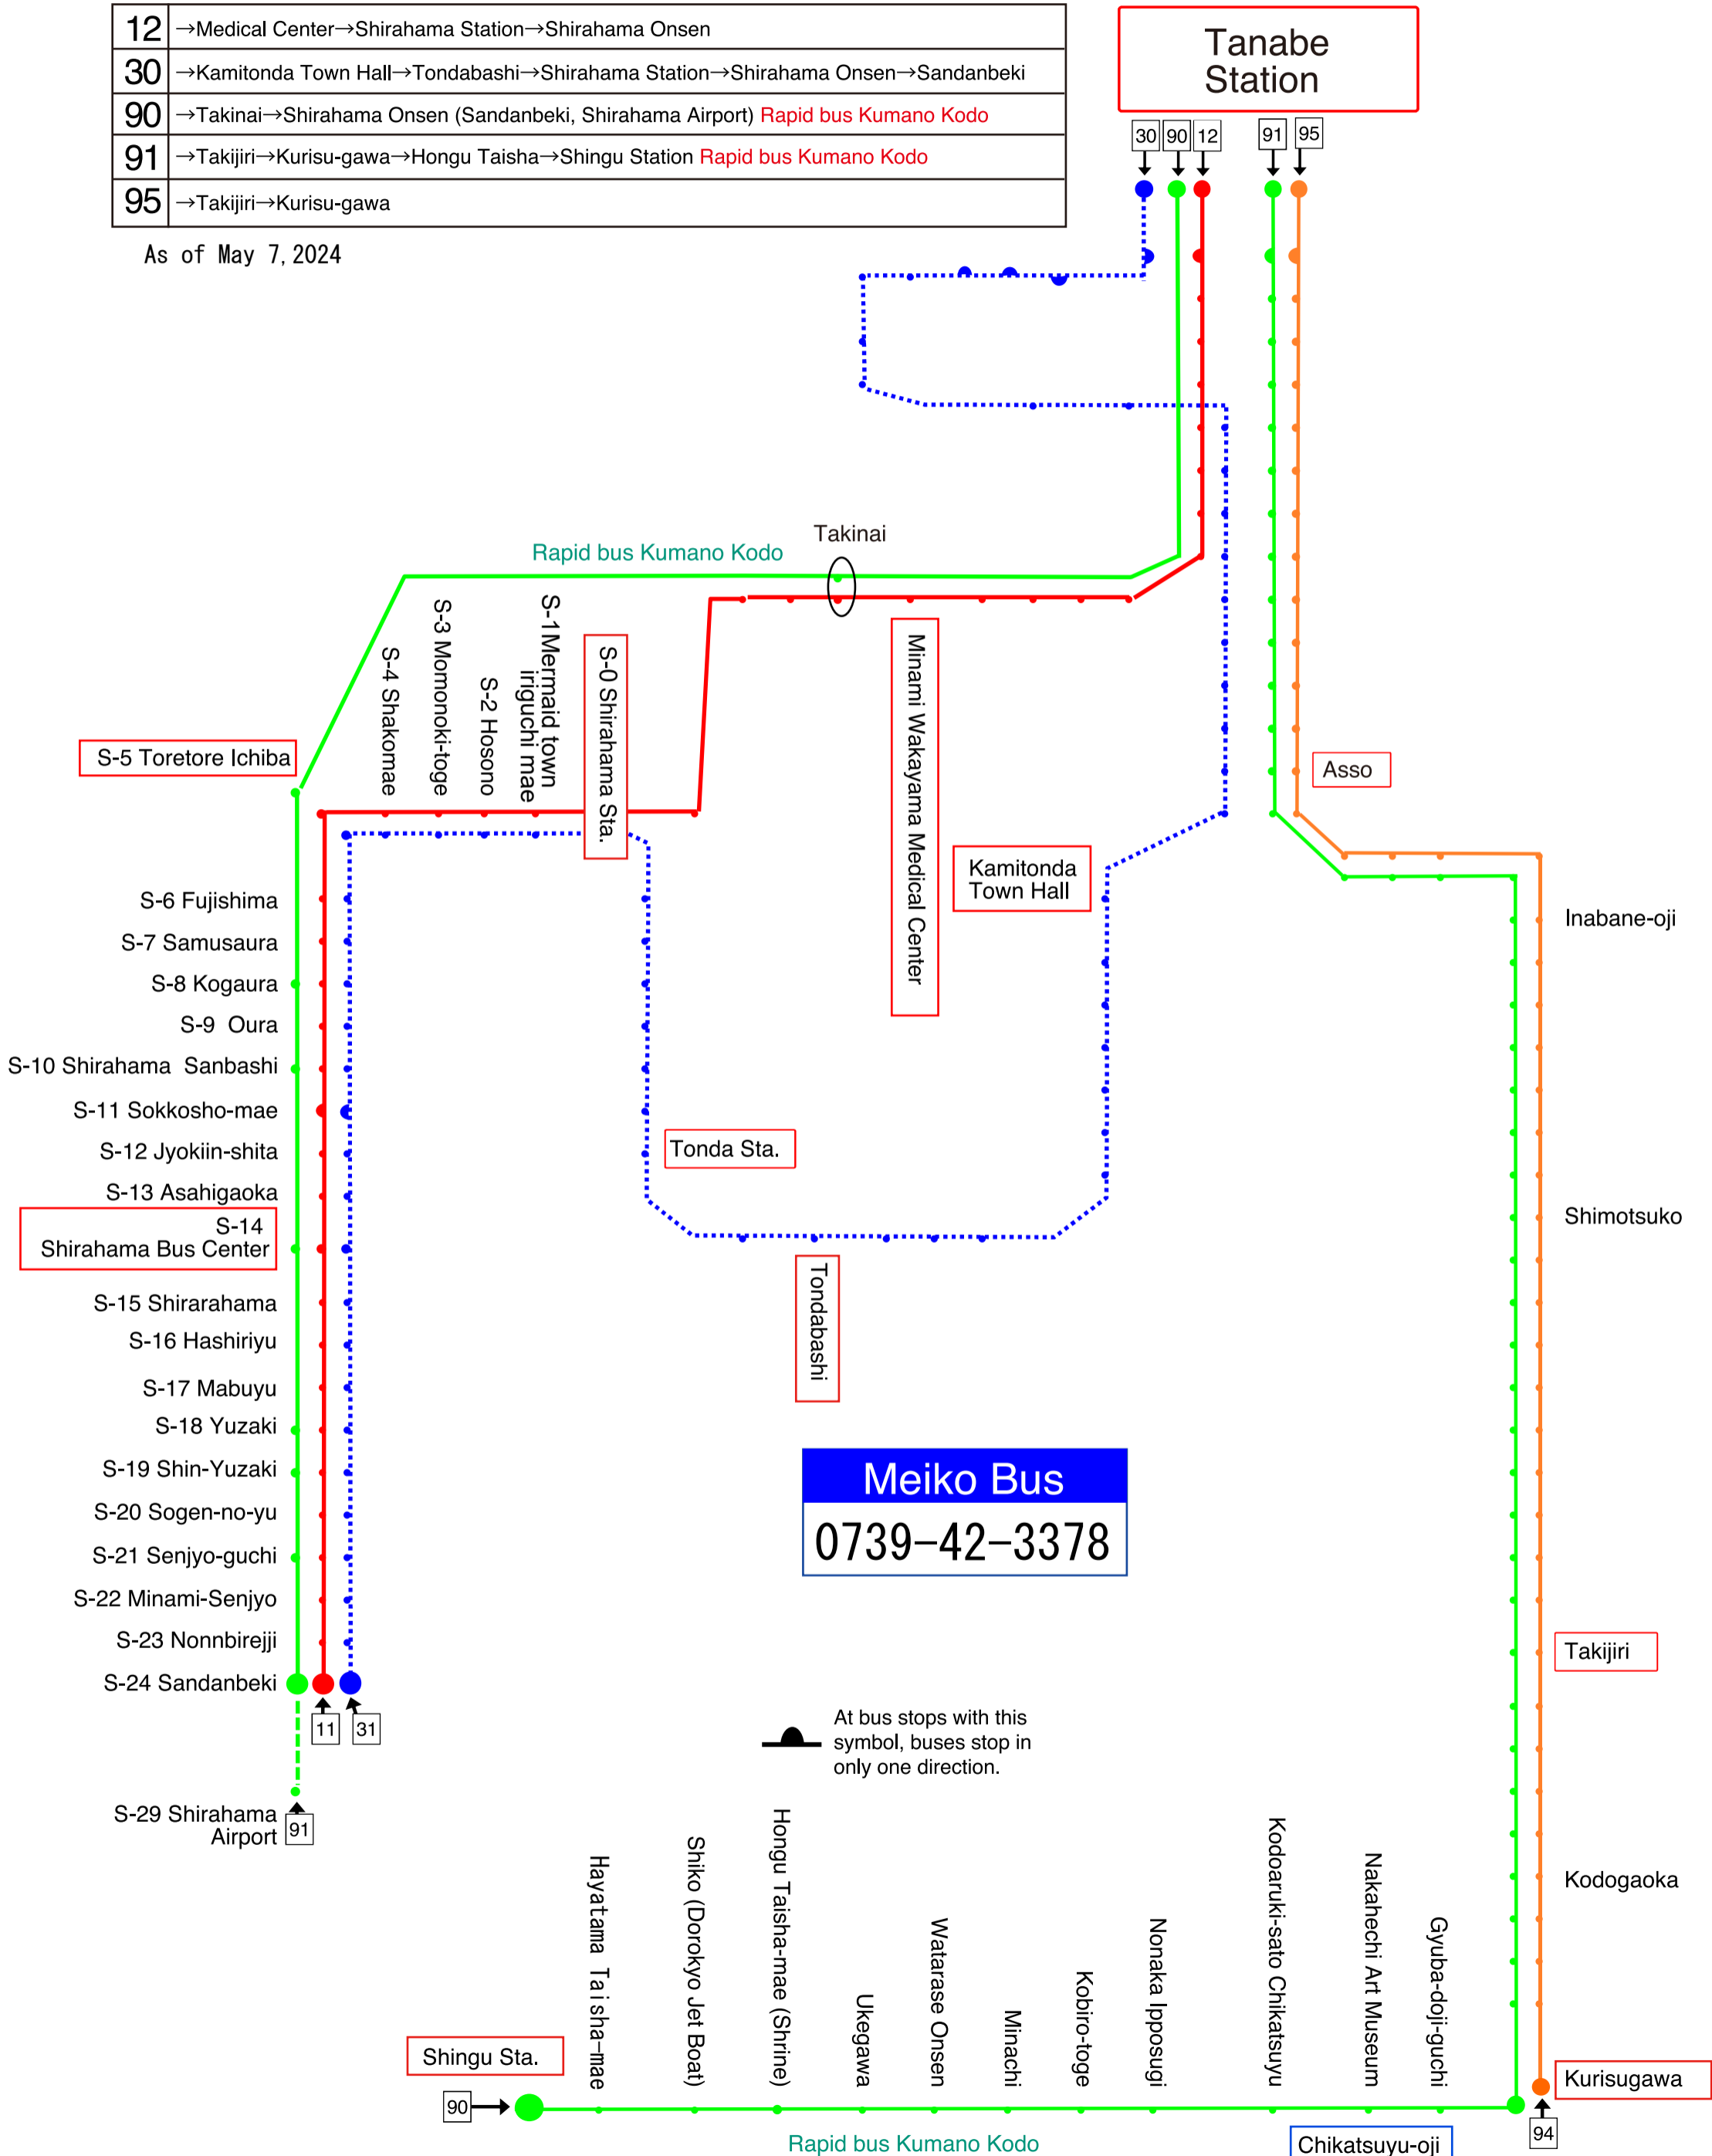 12 →Medical Center→Shirahama Station→Shirahama Onsen
30 →Kamitonda Town Hall→Tondabashi→Shirahama Station→Shirahama Onsen→Sandanbeki
90 →Takinai→Shirahama Onsen (Sandanbeki, Shirahama Airport) Rapid bus Kumano Kodo
91 →Takijiri→Kurisu-gawa→Hongu Taisha→Shingu Station Rapid bus Kumano Kodo
95 →Takijiri→Kurisu-gawa
As of May 7, 2024
Tanabe
Station
30 90 12 91 95
Takinai
Rapid bus Kumano Kodo
S-5 Toretore Ichiba
S-4 Shakomae
S-3 Momonoki-toge
S-2 Hosono
S-1Mermaid town
iriguchi mae
S-0 Shirahama Sta.
Minami Wakayama Medical Center
Asso
Kamitonda
Town Hall
S-6 Fujishima
S-7 Samusaura
S-8 Kogaura
S-9 Oura
S-10 Shirahama Sanbashi
S-11 Sokkosho-mae
S-12 Jyokiin-shita
S-13 Asahigaoka
S-14
Shirahama Bus Center
S-15 Shirarahama
S-16 Hashiriyu
S-17 Mabuyu
S-18 Yuzaki
S-19 Shin-Yuzaki
S-20 Sogen-no-yu
S-21 Senjyo-guchi
S-22 Minami-Senjyo
S-23 Nonnbirejji
S-24 Sandanbeki
11 31
S-29 Shirahama
Airport
91
Tonda Sta.
Tondabashi
Inabane-oji
Shimotsuko
Takijiri
Kodogaoka
Kurisugawa
94
Meiko Bus
0739-42-3378
At bus stops with this
symbol, buses stop in
only one direction.
Shingu Sta.
90
Hayatama Taisha-mae
Shiko (Dorokyo Jet Boat)
Hongu Taisha-mae (Shrine)
Ukegawa
Watarase Onsen
Minachi
Kobiro-toge
Nonaka Ipposugi
Kodoaruki-sato Chikatsuyu
Nakahechi Art Museum
Gyuba-doji-guchi
Rapid bus Kumano Kodo
Chikatsuyu-oji